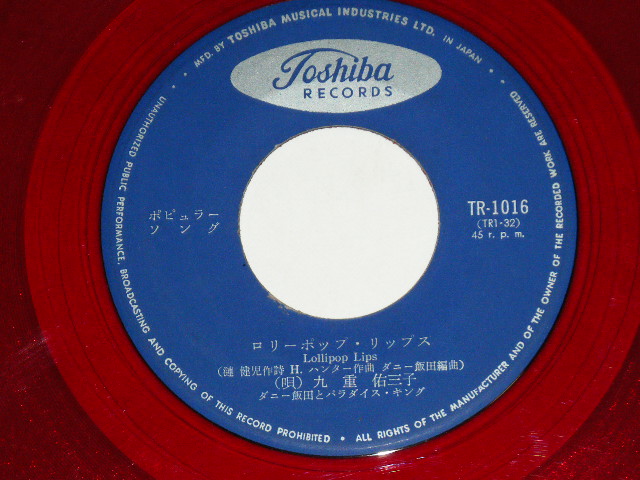 MFD. BY TOSHIBA MUSICAL INDUSTRIES LTD. IN JAPAN
Toshiba
RECORDS
ポピュラー
ソング
TR-1016
(TR1-32)
45 r. p. m.
ロリーポップ・リップス
Lollipop Lips
(漣 健児作詩 H. ハンター作曲 ダニー飯田編曲)
(唄) 九重 佑三子
ダニー飯田とパラダイス・キング
UNAUTHORIZED PUBLIC PERFORMANCE, BROADCASTING AND COPYING OF THIS RECORD PROHIBITED • ALL RIGHTS OF THE MANUFACTURER AND OF THE OWNER OF THE RECORDED WORK ARE RESERVED